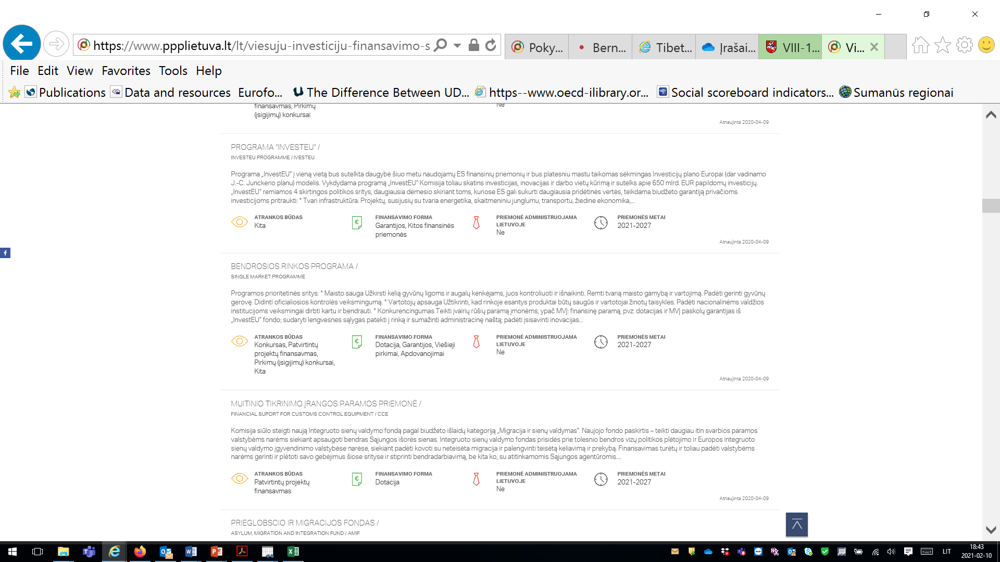 https://www.ppplietuva.lt/lt/viesuju-investiciju-finansavimo-s
Poky...
Bern...
Tibet...
Įrašai...
VIII-1...
Vi...
File Edit View Favorites Tools Help
Publications Data and resources Eurofo... The Difference Between UD... https--www.oecd-ilibrary.or... Social scoreboard indicators... Sumanūs regionai
finansavmas, Pirkimų
(įsigijimų) konkursai
Ne
Atnaujinta 2020-04-09
PROGRAMA "INVESTEU" /
INVESTEU PROGRAMME / IVESTEU
Programa „InvestEU“ į vieną vietą bus sutelkta daugybė šiuo metu naudojamų ES finansinių priemonių ir bus platesniu mastu taikomas sėkmingas Investicijų plano Europai (dar vadinamo
J.-C. Junckerio planu) modelis. Vykdydama programą „InvestEU“ Komisija toliau skatins investicijas, inovacijas ir darbo vietų kūrimą ir sutelks apie 650 mlrd. EUR papildomų investicijų.
„InvestEU“ remiamos 4 skirtingos politikos sritys, daugiausia dėmesio skiriant toms, kuriose ES gali sukurti daugiausia pridėtinės vertės, teikdama biudžeto garantiją privačioms
investicijoms pritraukti: * Tvari infrastruktūra. Projektų, susijusių su tvaria energetika, skaitmeniniu junglumu, transportu, žiedine ekonomika,...
ATRANKOS BŪDAS
Kita
FINANSAVIMO FORMA
Garantijos, Kitos finansinės
priemonės
PRIEMONĖ ADMINISTRUOJAMA
LIETUVOJE
Ne
PRIEMONĖS METAI
2021-2027
Atnaujinta 2020-04-09
BENDROSIOS RINKOS PROGRAMA /
SINGLE MARKET PROGRAMME
Programos prioritetinės sritys: * Maisto sauga Užkirsti kelią gyvūnų ligoms ir augalų kenkėjams, juos kontroliuoti ir išnaikinti. Remti tvarią maisto gamybą ir vartojimą. Padėti gerinti gyvūnų
gerovę. Didinti oficialiosios kontrolės veiksmingumą. * Vartotojų apsauga Užtikrinti, kad rinkoje esantys produktai būtų saugūs ir vartotojai žinotų taisykles. Padėti nacionalinėms valdžios
institucijoms veiksmingai dirbti kartu ir bendrauti. * Konkurencingumas Teikti įvairių rūšių paramą įmonėms, ypač MVĮ: finansinę paramą, pvz: dotacijas ir MVĮ paskolų garantijas iš
„InvestEU“ fondo; sudaryti lengvesnes sąlygas patekti į rinką ir sumažinti administracinę naštą; padėti įsisavinti inovacijas...
ATRANKOS BŪDAS
Konkursas, Patvirtintų
projektų finansavmas,
Pirkimų (įsigijimų) konkursai,
Kita
FINANSAVIMO FORMA
Dotacija, Garantijos, Viešieji
pirkimai, Apdovanojimai
PRIEMONĖ ADMINISTRUOJAMA
LIETUVOJE
Ne
PRIEMONĖS METAI
2021-2027
Atnaujinta 2020-04-09
MUITINIO TIKRINIMO ĮRANGOS PARAMOS PRIEMONĖ /
FINANCIAL SUPORT FOR CUSTOMS CONTROL EQUIPMENT / CCE
Komisija siūlo steigti naują Integruoto sienų valdymo fondą pagal biudžeto išlaidų kategoriją „Migracija ir sienų valdymas“. Naujojo fondo paskirtis – teikti daugiau itin svarbios paramos
valstybėms narėms siekiant apsaugoti bendras Sąjungos išorės sienas. Integruoto sienų valdymo fondas prisidės prie tolesnio bendros vizų politikos plėtojimo ir Europos integruoto
sienų valdymo įgyvendinimo valstybėse narėse, siekiant padėti kovoti su neteisėta migracija ir palengvinti teisėtą keliavimą ir prekybą. Finansavimas turėtų ir toliau padėti valstybėms
narėms gerinti ir plėtoti savo gebėjimus šiose srityse ir stiprinti bendradarbiavimą, be kita ko, su atitinkamomis Sąjungos agentūromis....
ATRANKOS BŪDAS
Patvirtintų projektų
finansavmas
FINANSAVIMO FORMA
Dotacija
PRIEMONĖ ADMINISTRUOJAMA
LIETUVOJE
Ne
PRIEMONĖS METAI
2021-2027
Atnaujinta 2020-04-09
PRIEGLOBSCIO IR MIGRACIJOS FONDAS /
ASYLUM, MIGRATION AND INTEGRATION FUND / AMIF
LIT
18:43
2021-02-10